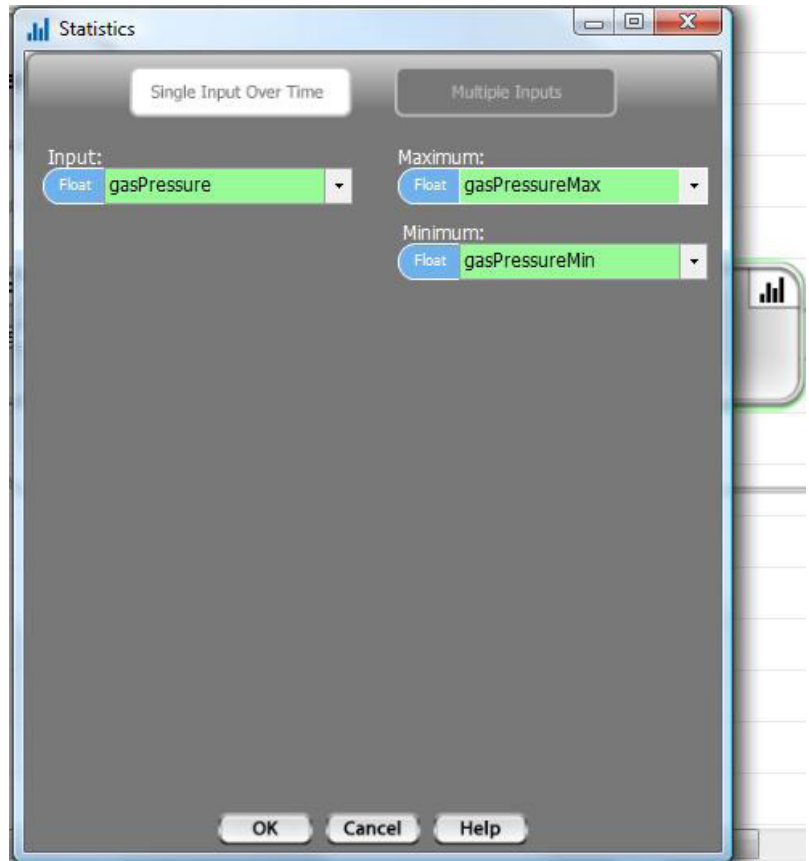 Statistics
Single Input Over Time Multiple Inputs
Input: Maximum:
Float gasPressure Float gasPressureMax
Minimum:
Float gasPressureMin
OK Cancel Help